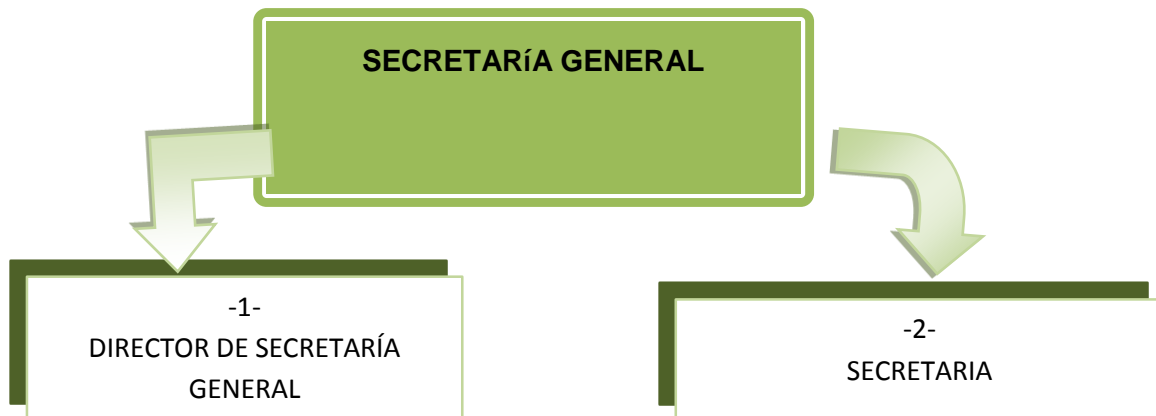 SECRETARíA GENERAL
-1-
DIRECTOR DE SECRETARÍA
GENERAL
-2-
SECRETARIA